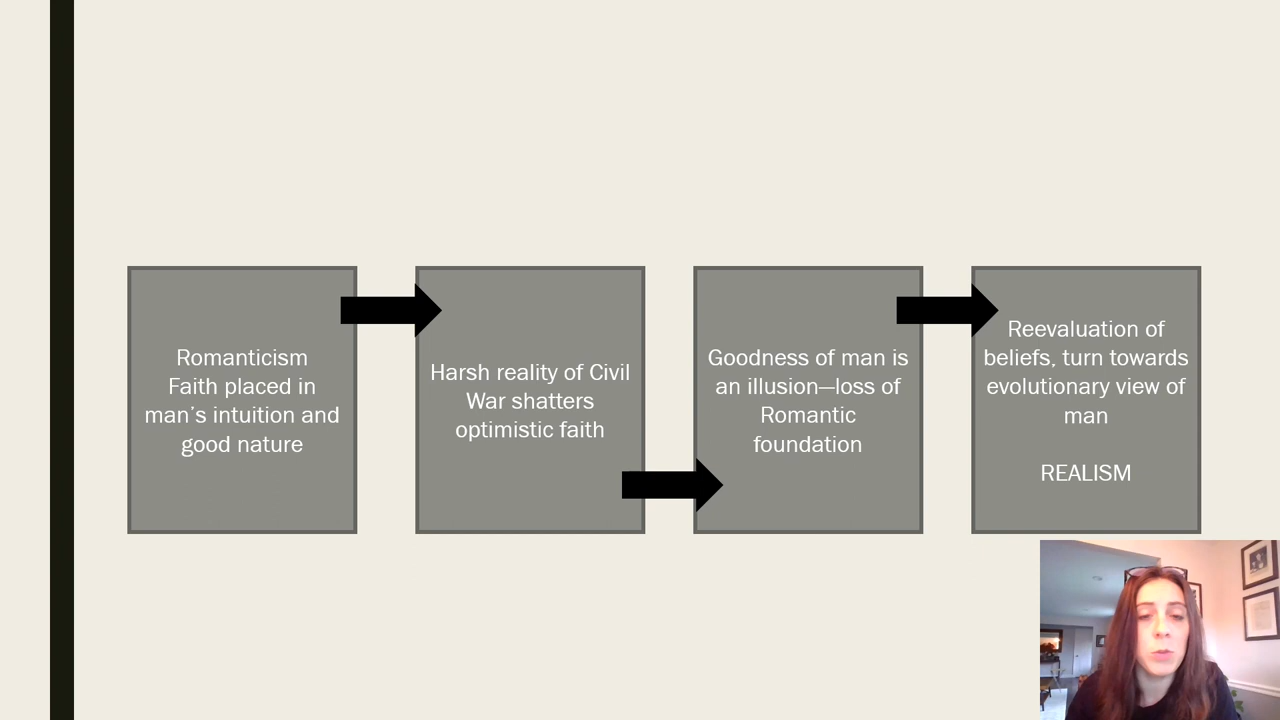 Romanticism
Faith placed in
man's intuition and
good nature
Harsh reality of Civil
War shatters
optimistic faith
Goodness of man is
an illusion—loss of
Romantic
foundation
Reevaluation of
beliefs, turn towards
evolutionary view of
man
REALISM